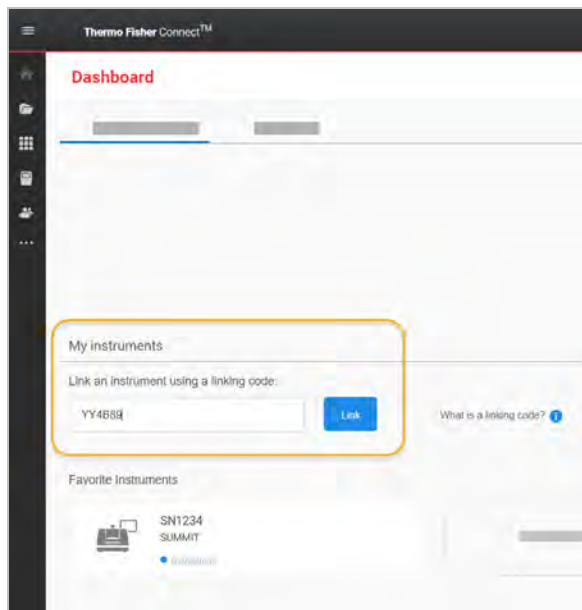 Thermo Fisher Connect™
Dashboard
My instruments
Link an instrument using a linking code:
YY4B89
Link
What is a linking code?
Favorite Instruments
SN1234
SUMMIT